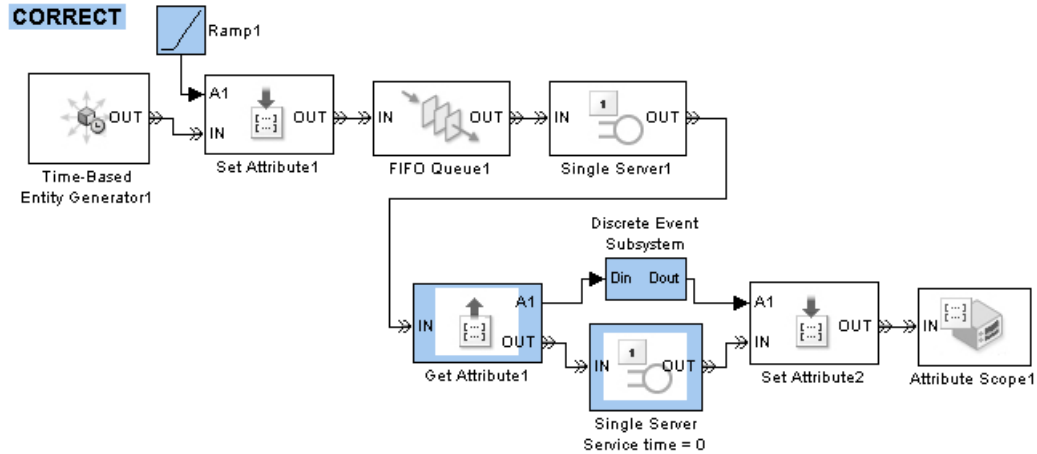 CORRECT
Ramp1
A1
IN
OUT
OUT
Set Attribute1
Time-Based
Entity Generator1
IN
OUT
FIFO Queue1
IN
1
OUT
Single Server1
[...]
IN
A1
OUT
[...]
Get Attribute1
Discrete Event
Subsystem
Din Dout
IN
1
OUT
Single Server
Service time = 0
A1
IN
OUT
[...]
Set Attribute2
IN
[...]
Attribute Scope1